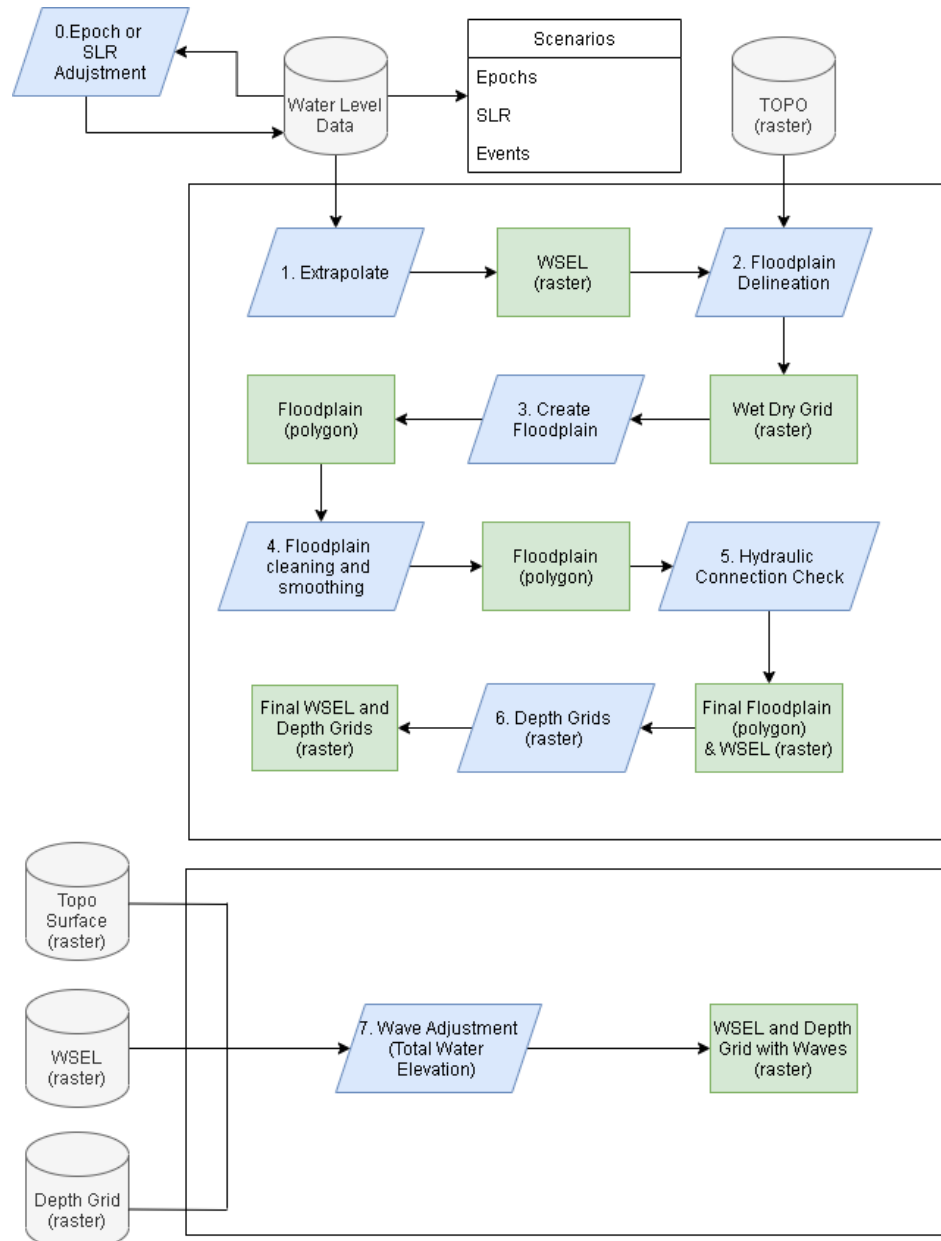 0.Epoch or
SLR
Adujstment
Water Level
Data
Scenarios
Epochs
SLR
Events
TOPO
(raster)
1. Extrapolate
WSEL
(raster)
2. Floodplain
Delineation
Floodplain
(polygon)
3. Create
Floodplain
Wet Dry Grid
(raster)
4. Floodplain
cleaning and
smoothing
Floodplain
(polygon)
5. Hydraulic
Connection Check
Final WSEL and
Depth Grids
(raster)
6. Depth Grids
(raster)
Final Floodplain
(polygon)
& WSEL (raster)
Topo
Surface
(raster)
WSEL
(raster)
Depth Grid
(raster)
7. Wave Adjustment
(Total Water
Elevation)
WSEL and Depth
Grid with Waves
(raster)